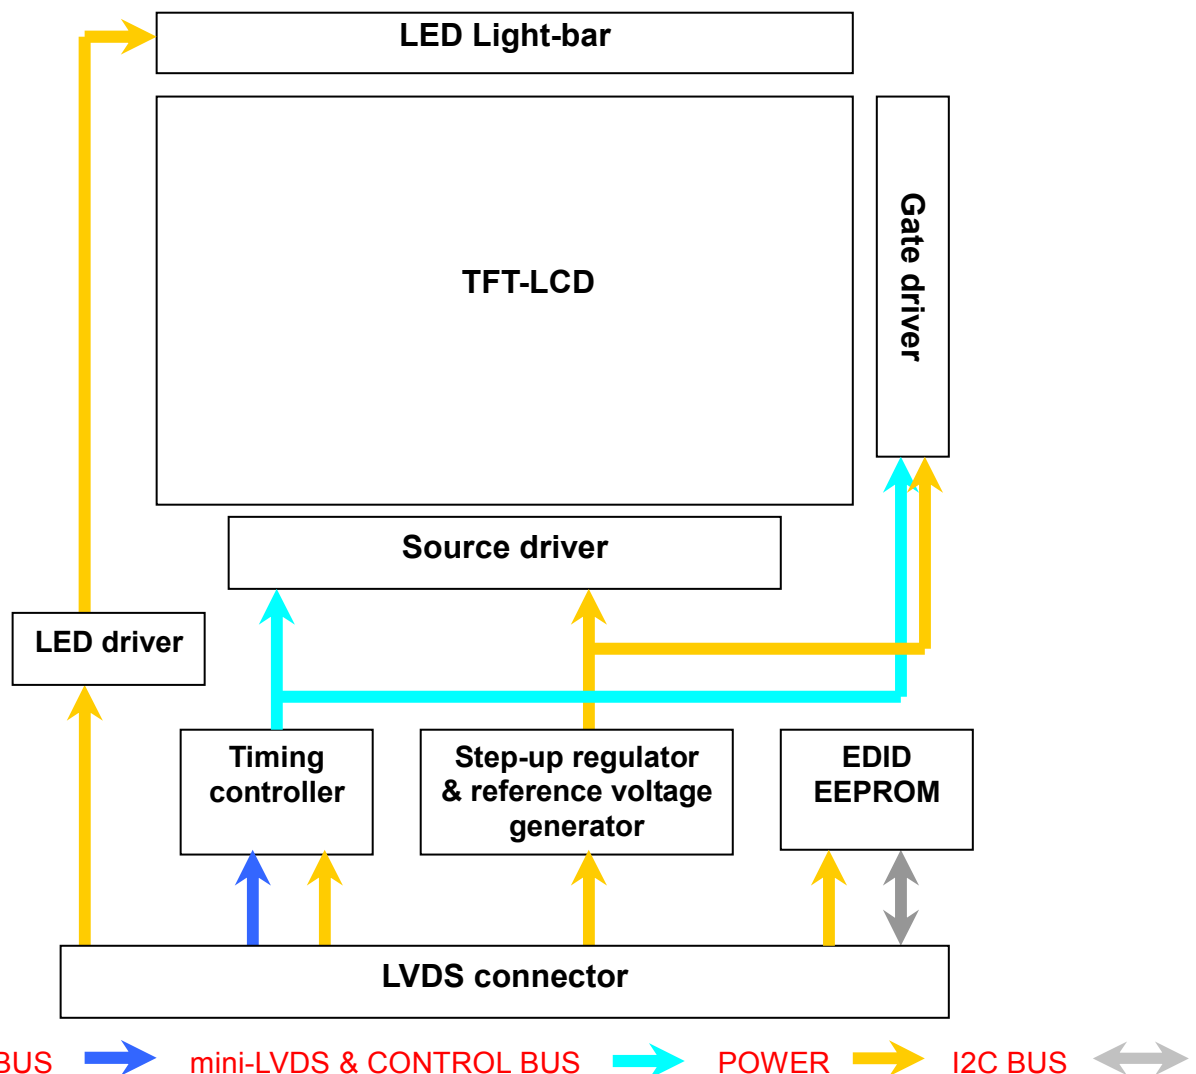 LED Light-bar
TFT-LCD
Gate driver
Source driver
LED driver
Timing
controller
Step-up regulator
& reference voltage
generator
EDID
EEPROM
LVDS connector
BUS mini-LVDS & CONTROL BUS POWER I2C BUS